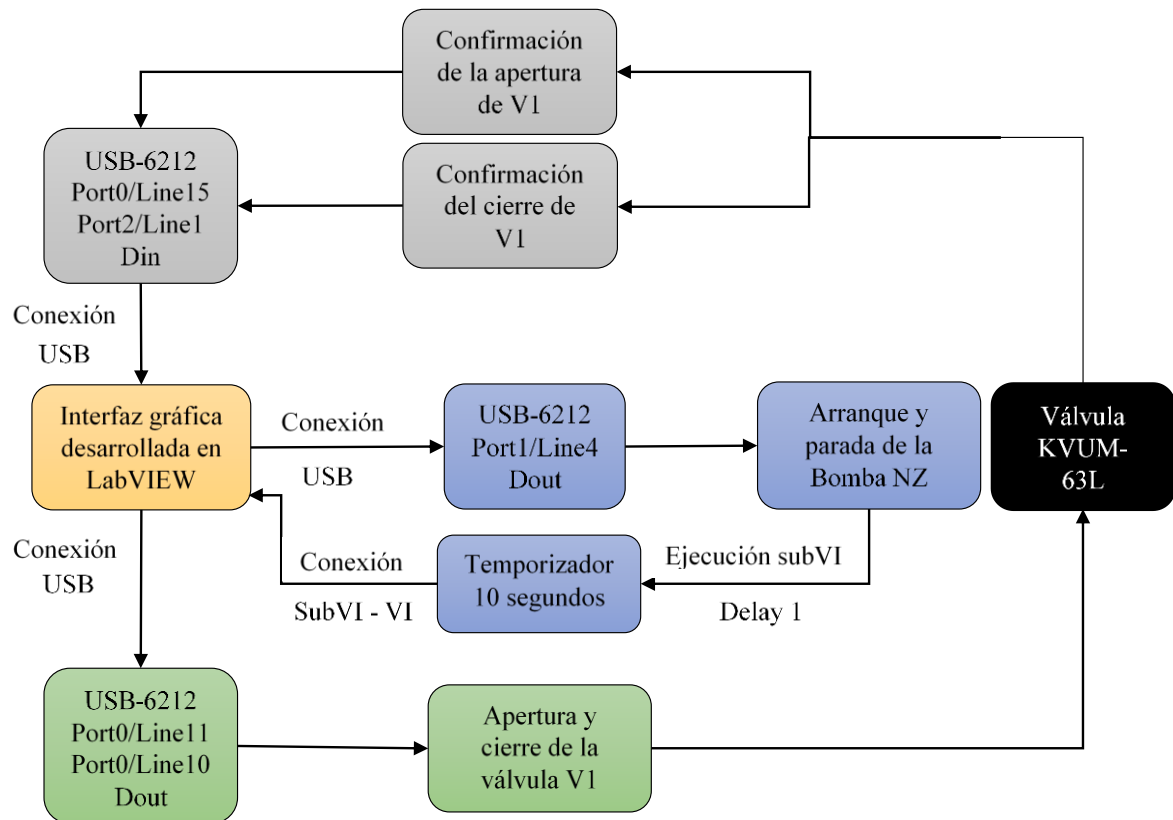 Confirmación
de la apertura
de V1
USB-6212
Port0/Line15
Port2/Line1
Din
Confirmación
del cierre de
V1
Conexión
USB
Interfaz gráfica
desarrollada en
LabVIEW
Conexión
USB
USB-6212
Port1/Line4
Dout
Arranque y
parada de la
Bomba NZ
Válvula
KVUM-
63L
Conexión
SubVI - VI
Temporizador
10 segundos
Ejecución subVI
Delay 1
Conexión
USB
USB-6212
Port0/Line11
Port0/Line10
Dout
Apertura y
cierre de la
válvula V1